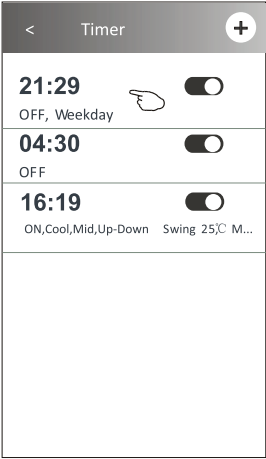 < Timer +
21:29
OFF, Weekday
04:30
OFF
16:19
ON,Cool,Mid,Up-Down Swing 25,℃ M...